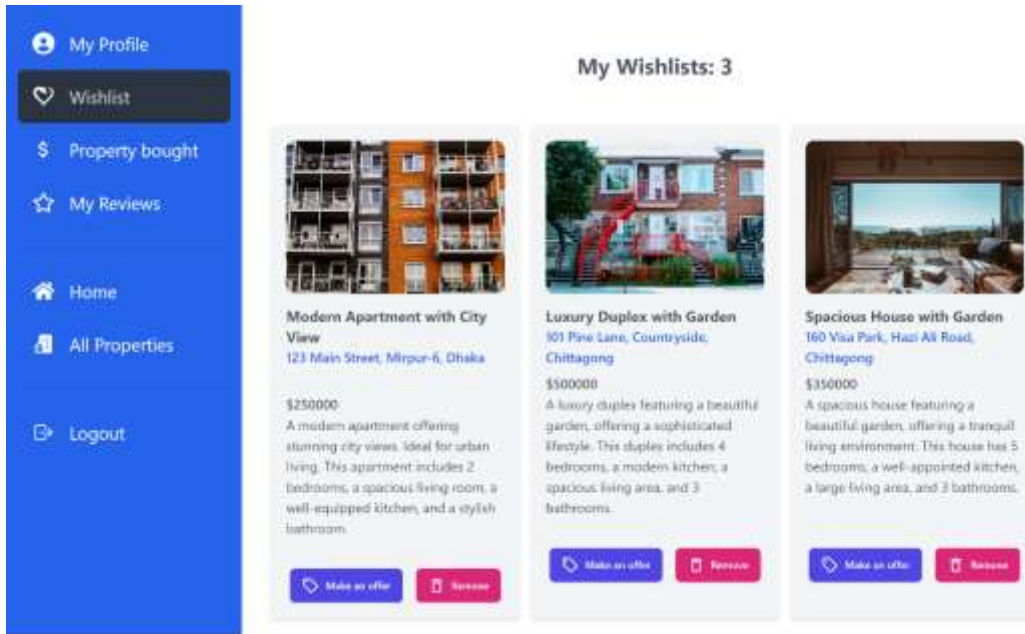 My Profile
Wishlist
Property bought
My Reviews
Home
All Properties
Logout
My Wishlists: 3
Modern Apartment with City
View
123 Main Street, Mirpur-6, Dhaka
$250000
A modern apartment offering
stunning city views. Ideal for urban
living. This apartment includes 2
bedrooms, a spacious living room, a
well-equipped kitchen, and a stylish
bathroom.
Make an offer
Remove
Luxury Duplex with Garden
101 Pine Lane, Countryside,
Chittagong
$500000
A luxury duplex featuring a beautiful
garden, offering a sophisticated
lifestyle. This duplex includes 4
bedrooms, a modern kitchen, a
spacious living area, and 3
bathrooms.
Make an offer
Remove
Spacious House with Garden
160 Visa Park, Hazi Ali Road,
Chittagong
$350000
A spacious house featuring a
beautiful garden, offering a tranquil
living environment. This house has 5
bedrooms, a well-appointed kitchen,
a large living area, and 3 bathrooms.
Make an offer
Remove